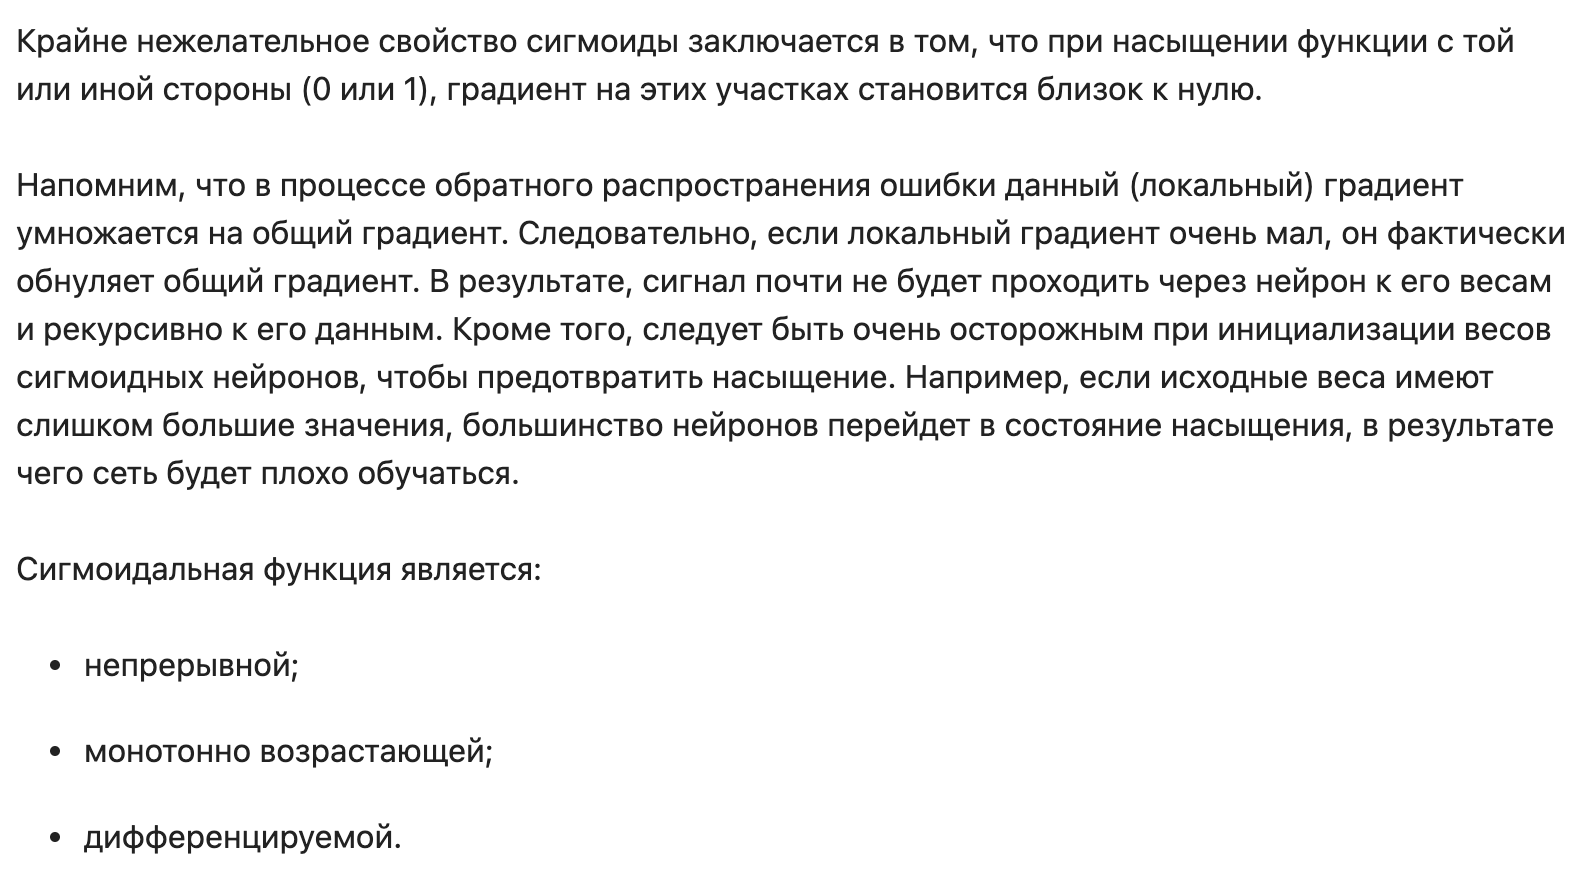 Крайне нежелательное свойство сигмоиды заключается в том, что при насыщении функции с той
или иной стороны (0 или 1), градиент на этих участках становится близок к нулю.
Напомним, что в процессе обратного распространения ошибки данный (локальный) градиент
умножается на общий градиент. Следовательно, если локальный градиент очень мал, он фактически
обнуляет общий градиент. В результате, сигнал почти не будет проходить через нейрон к его весам
и рекурсивно к его данным. Кроме того, следует быть очень осторожным при инициализации весов
сигмоидных нейронов, чтобы предотвратить насыщение. Например, если исходные веса имеют
слишком большие значения, большинство нейронов перейдет в состояние насыщения, в результате
чего сеть будет плохо обучаться.
Сигмоидальная функция является:
• непрерывной;
• монотонно возрастающей;
• дифференцируемой.